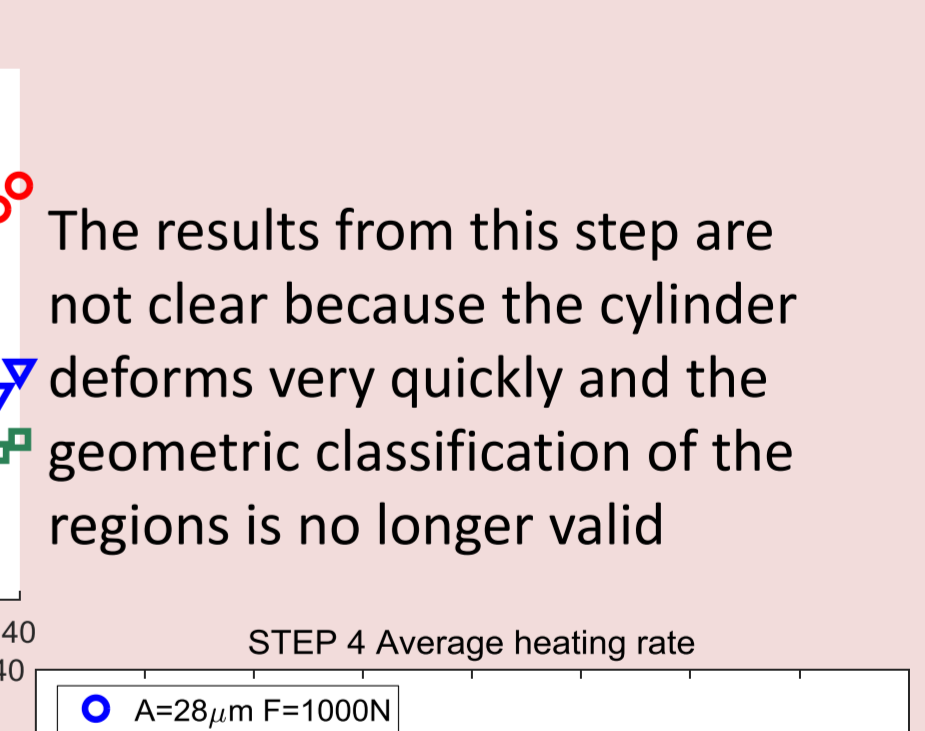 The results from this step are
not clear because the cylinder
deforms very quickly and the
geometric classification of the
regions is no longer valid
40
40
STEP 4 Average heating rate
A=28μm F=1000N